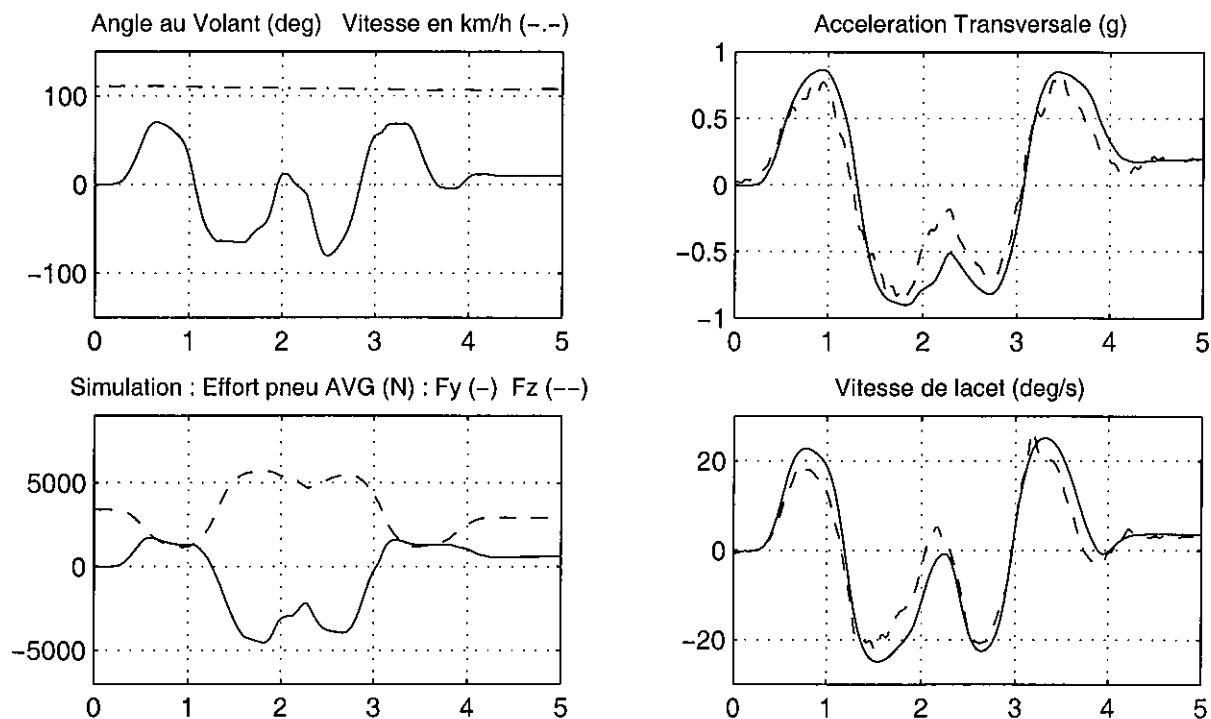 Angle au Volant (deg) Vitesse en km/h (-.-)
100
0
-100
0 1 2 3 4 5
Acceleration Transversale (g)
1
0.5
0
-0.5
-1
0 1 2 3 4 5
Simulation : Effort pneu AVG (N) : Fy (-) Fz (--)
5000
0
-5000
0 1 2 3 4 5
Vitesse de lacet (deg/s)
20
0
-20
0 1 2 3 4 5